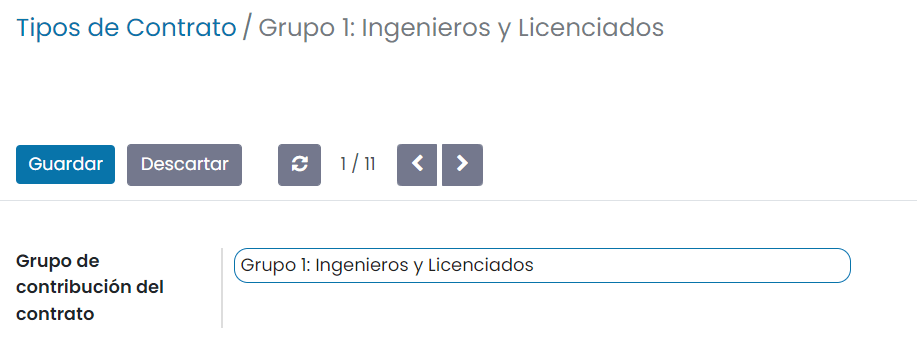 Tipos de Contrato / Grupo 1: Ingenieros y Licenciados
Guardar Descartar 1 / 11
Grupo de
contribución del
contrato
Grupo 1: Ingenieros y Licenciados